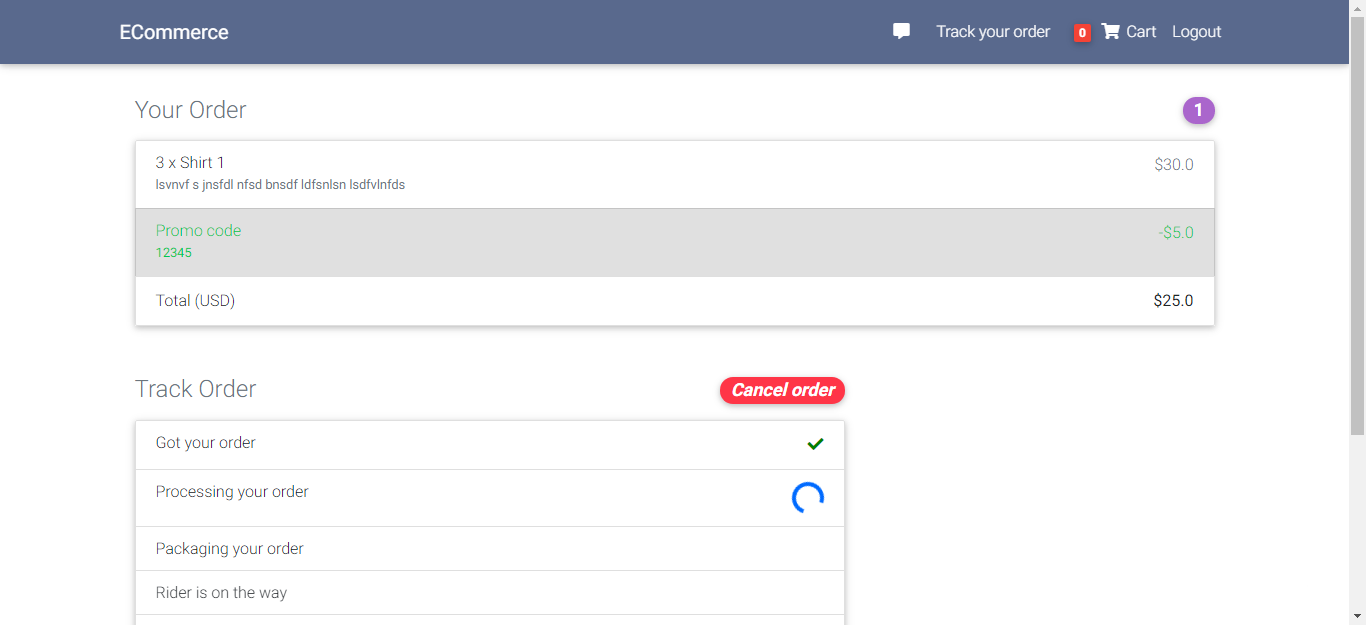 ECommerce
Track your order
0
Cart
Logout
Your Order
1
3 x Shirt 1
$30.0
lsvnvf s jnsfdl nfsd bnsdf ldfsnlsn lsdfvlnfds
Promo code
-$5.0
12345
Total (USD)
$25.0
Track Order
Cancel order
Got your order
Processing your order
Packaging your order
Rider is on the way